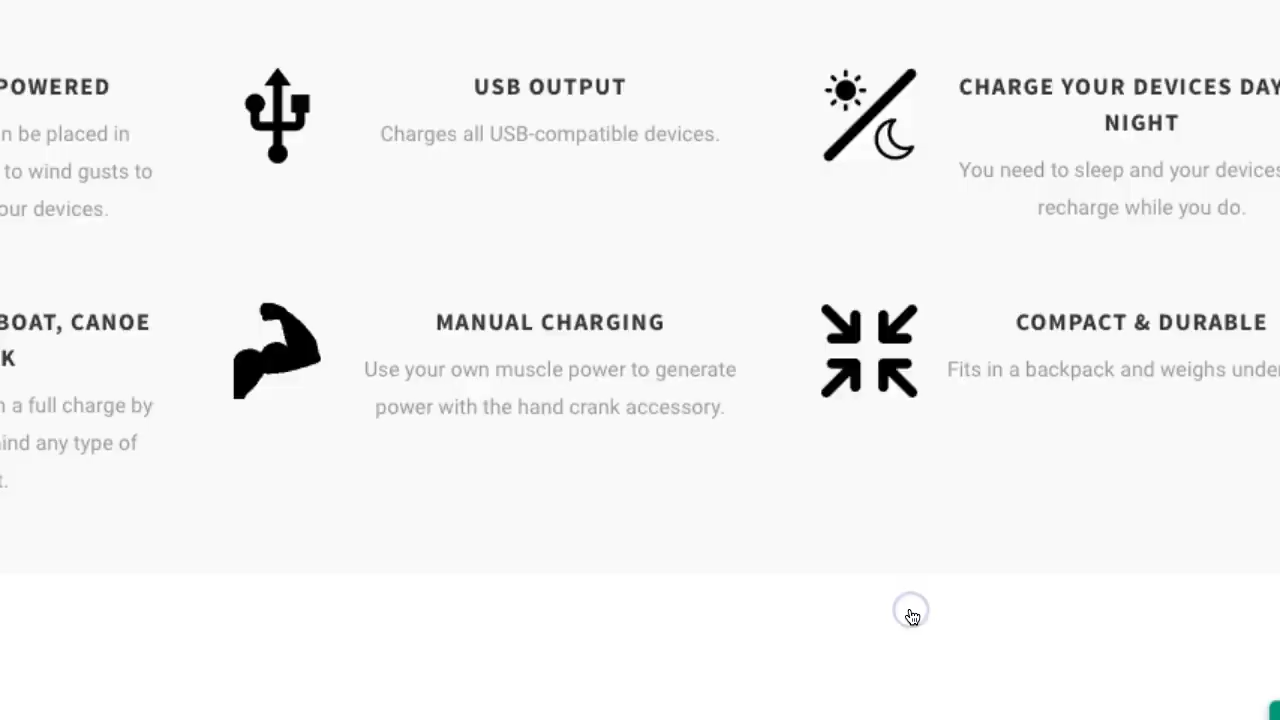 POWERED
n be placed in
to wind gusts to
our devices.
USB OUTPUT
Charges all USB-compatible devices.
CHARGE YOUR DEVICES DAY
NIGHT
You need to sleep and your devices
recharge while you do.
BOAT, CANOE
K
n a full charge by
ind any type of
t.
MANUAL CHARGING
Use your own muscle power to generate
power with the hand crank accessory.
COMPACT & DURABLE
Fits in a backpack and weighs under